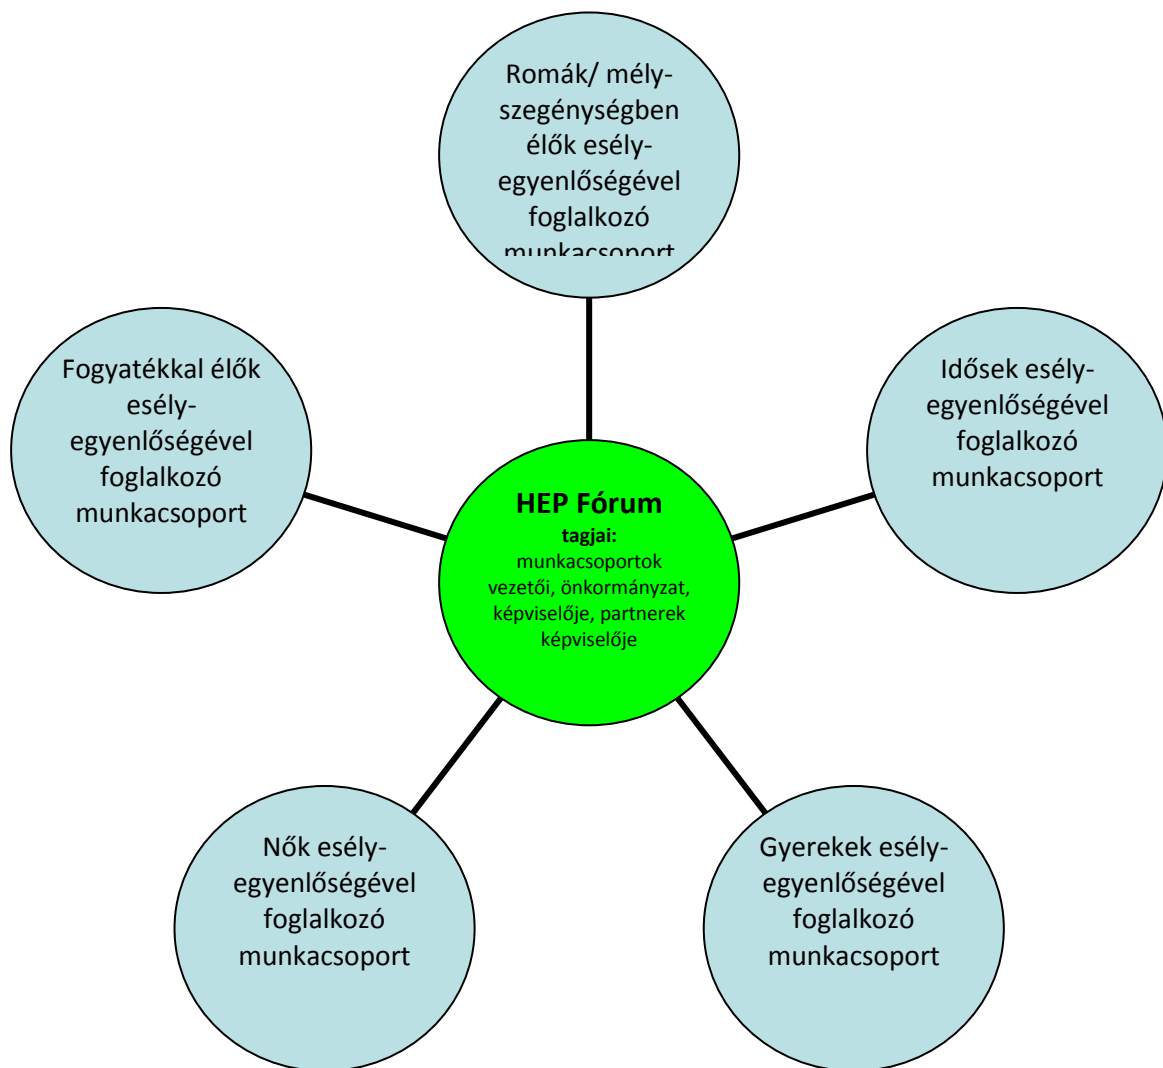 Romák/ mély-
szegénységben
élők esély-
egyenlőségével
foglalkozó
munkacsoport
Fogyatékkal élők
esély-
egyenlőségével
foglalkozó
munkacsoport
Idősek esély-
egyenlőségével
foglalkozó
munkacsoport
HEP Fórum
tagjai:
munkacsoportok
vezetői, önkormányzat,
képviselője, partnerek
képviselője
Nők esély-
egyenlőségével
foglalkozó
munkacsoport
Gyerekek esély-
egyenlőségével
foglalkozó
munkacsoport